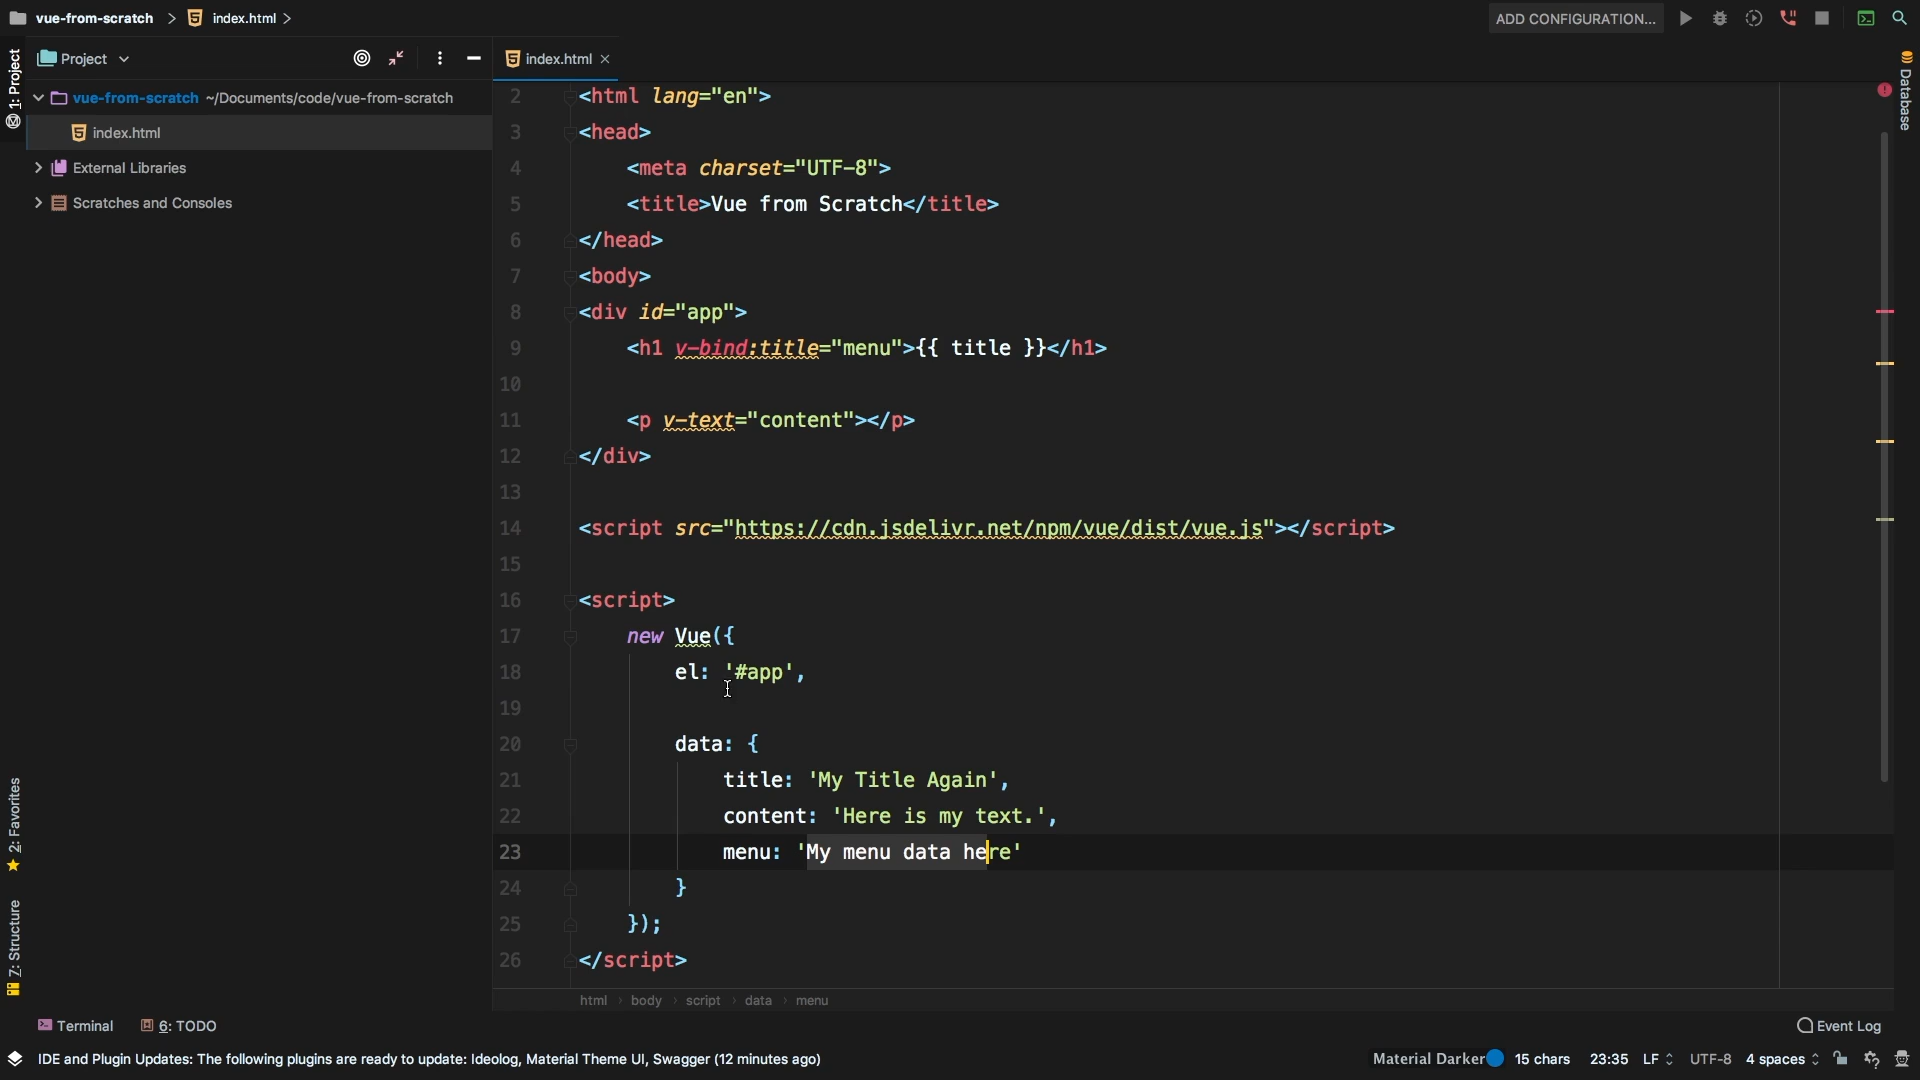 vue-from-scratch
index.html
ADD CONFIGURATION...
1: Project
Project
index.html
Database
vue-from-scratch ~/Documents/code/vue-from-scratch
index.html
External Libraries
Scratches and Consoles
2 <html lang="en">
3 <head>
4 <meta charset="UTF-8">
5 <title>Vue from Scratch</title>
6 </head>
7 <body>
8 <div id="app">
9 <h1 v-bind:title="menu">{{ title }}</h1>
10
11 <p v-text="content"></p>
12 </div>
13
14 <script src="https://cdn.jsdelivr.net/npm/vue/dist/vue.js"></script>
15
16 <script>
17 new Vue({
18 el: '#app',
19
20 data: {
21 title: 'My Title Again',
22 content: 'Here is my text.',
23 menu: 'My menu data here'
24 }
25 });
26 </script>
2: Favorites
7: Structure
html body script data menu
Terminal 6: TODO
Event Log
IDE and Plugin Updates: The following plugins are ready to update: Ideolog, Material Theme UI, Swagger (12 minutes ago)
Material Darker 15 chars 23:35 LF UTF-8 4 spaces